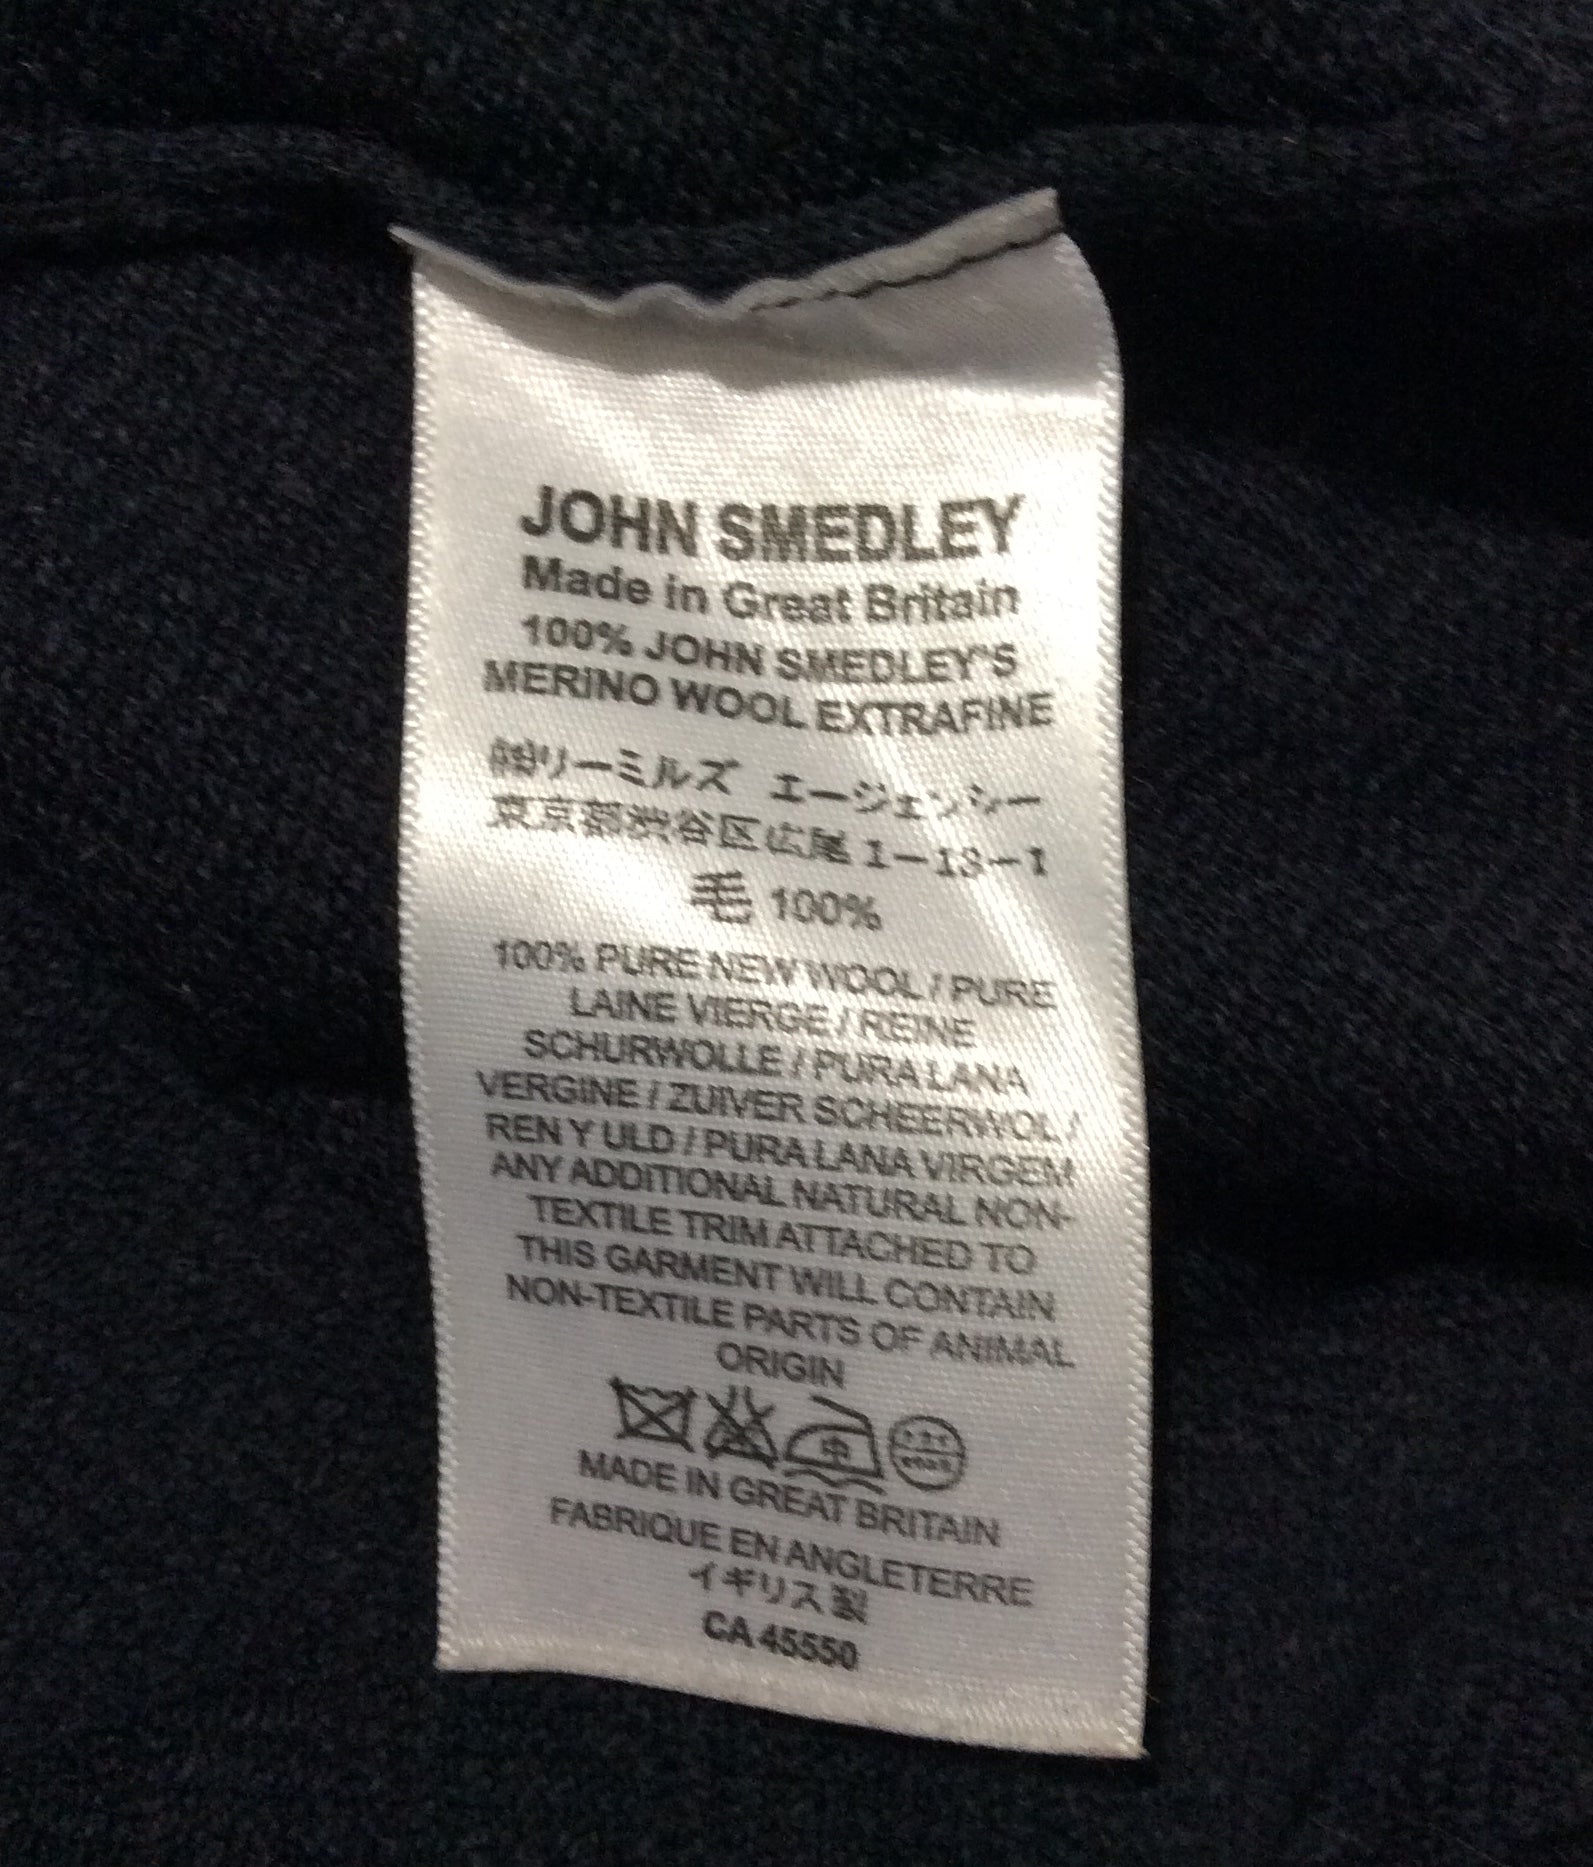 JOHN SMEDLEY
Made in Great Britain
100% JOHN SMEDLEY'S
MERINO WOOL EXTRAFINE
㈱リーミルズ エージェンシー
東京都渋谷区広尾 1－13－1
毛 100%
100% PURE NEW WOOL / PURE
LAINE VIERGE / REINE
SCHURWOLLE / PURA LANA
VERGINE / ZUIVER SCHEERWOL /
REN Y ULD / PURA LANA VIRGEM
ANY ADDITIONAL NATURAL NON-
TEXTILE TRIM ATTACHED TO
THIS GARMENT WILL CONTAIN
NON-TEXTILE PARTS OF ANIMAL
ORIGIN
中
MADE IN GREAT BRITAIN
FABRIQUE EN ANGLETERRE
イギリス製
CA 45550